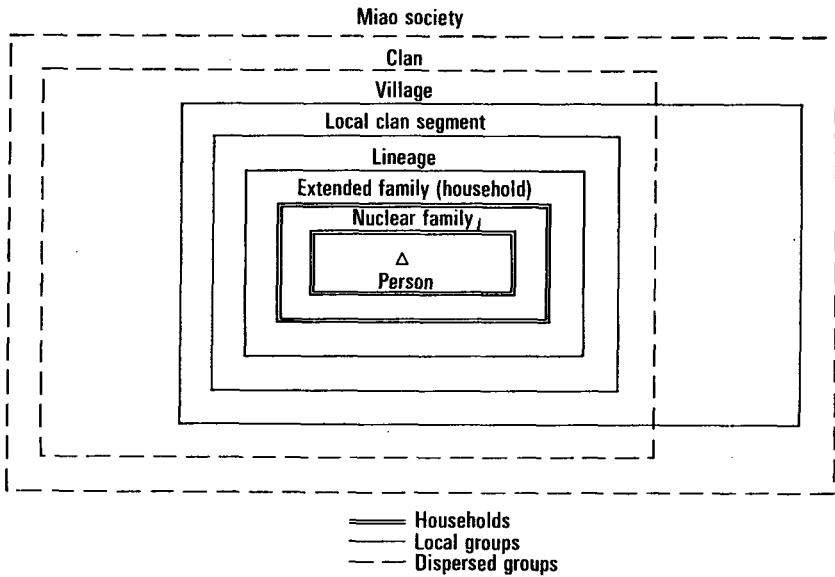 Miao society
Clan
Village
Local clan segment
Lineage
Extended family (household)
Nuclear family
Person
Households
Local groups
Dispersed groups